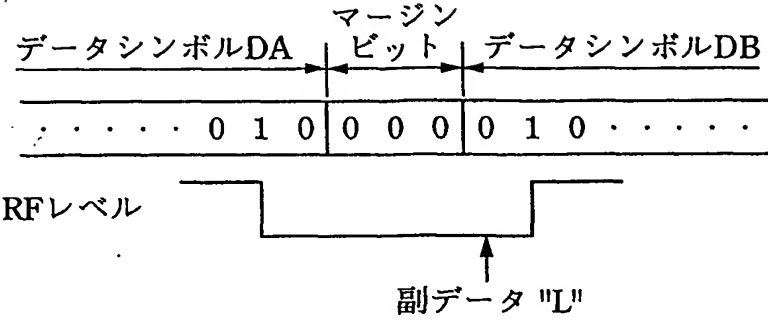 マージン
データシンボルDA ビット データシンボルDB
・・・・・0 1 0 0 0 0 0 1 0・・・・・
RFレベル
副データ "L"